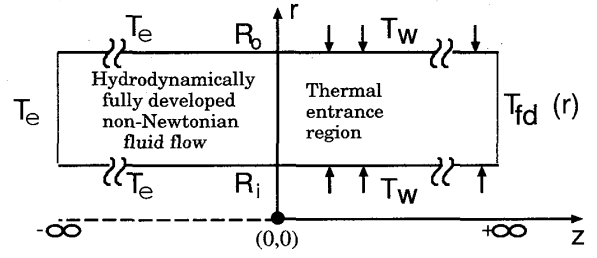 r
Te
Ro
Tw
Hydrodynamically
fully developed
non-Newtonian
fluid flow
Thermal
entrance
region
Te
Tfd (r)
Te
Ri
Tw
-∞
(0,0)
+∞
z